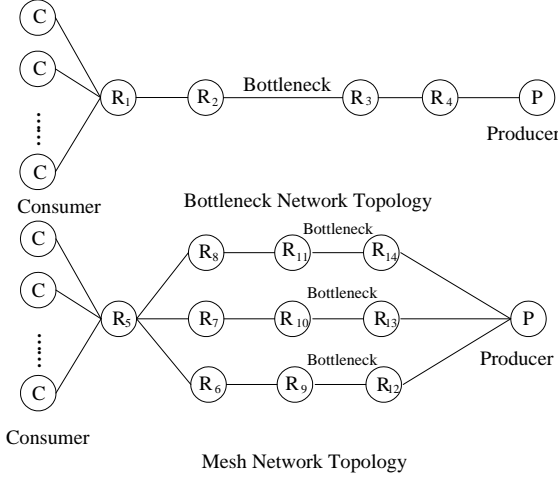 C
C
C
R1 R2 Bottleneck R3 R4 P
Producer
Consumer
Bottleneck Network Topology
C
C
C
R5
Bottleneck
R8 R11 R14
Bottleneck
R7 R10 R13
P
Producer
Bottleneck
R6 R9 R12
Consumer
Mesh Network Topology